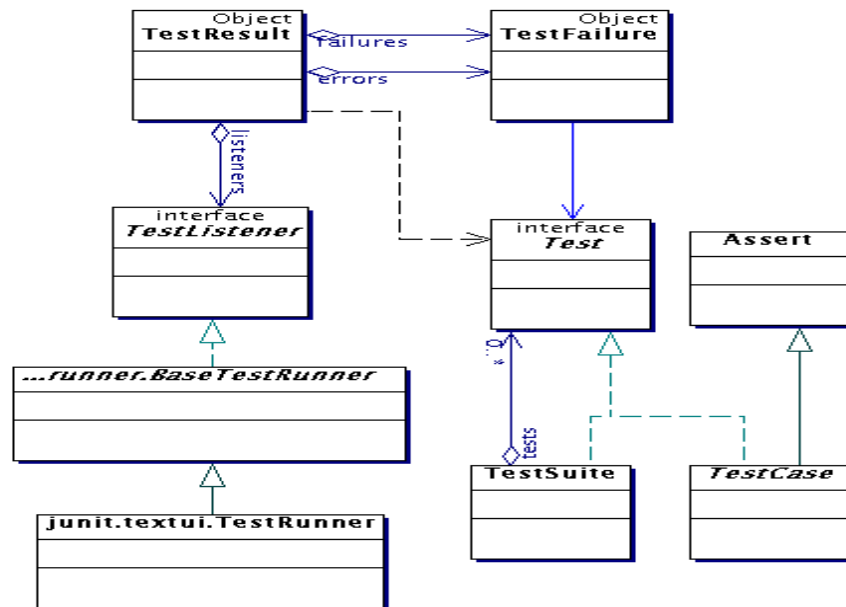 Object
TestResult
failures
errors
Object
TestFailure
listeners
interface
TestListener
interface
Test
Assert
0..*
...runner.BaseTestRunner
tests
TestSuite
TestCase
junit.textui.TestRunner